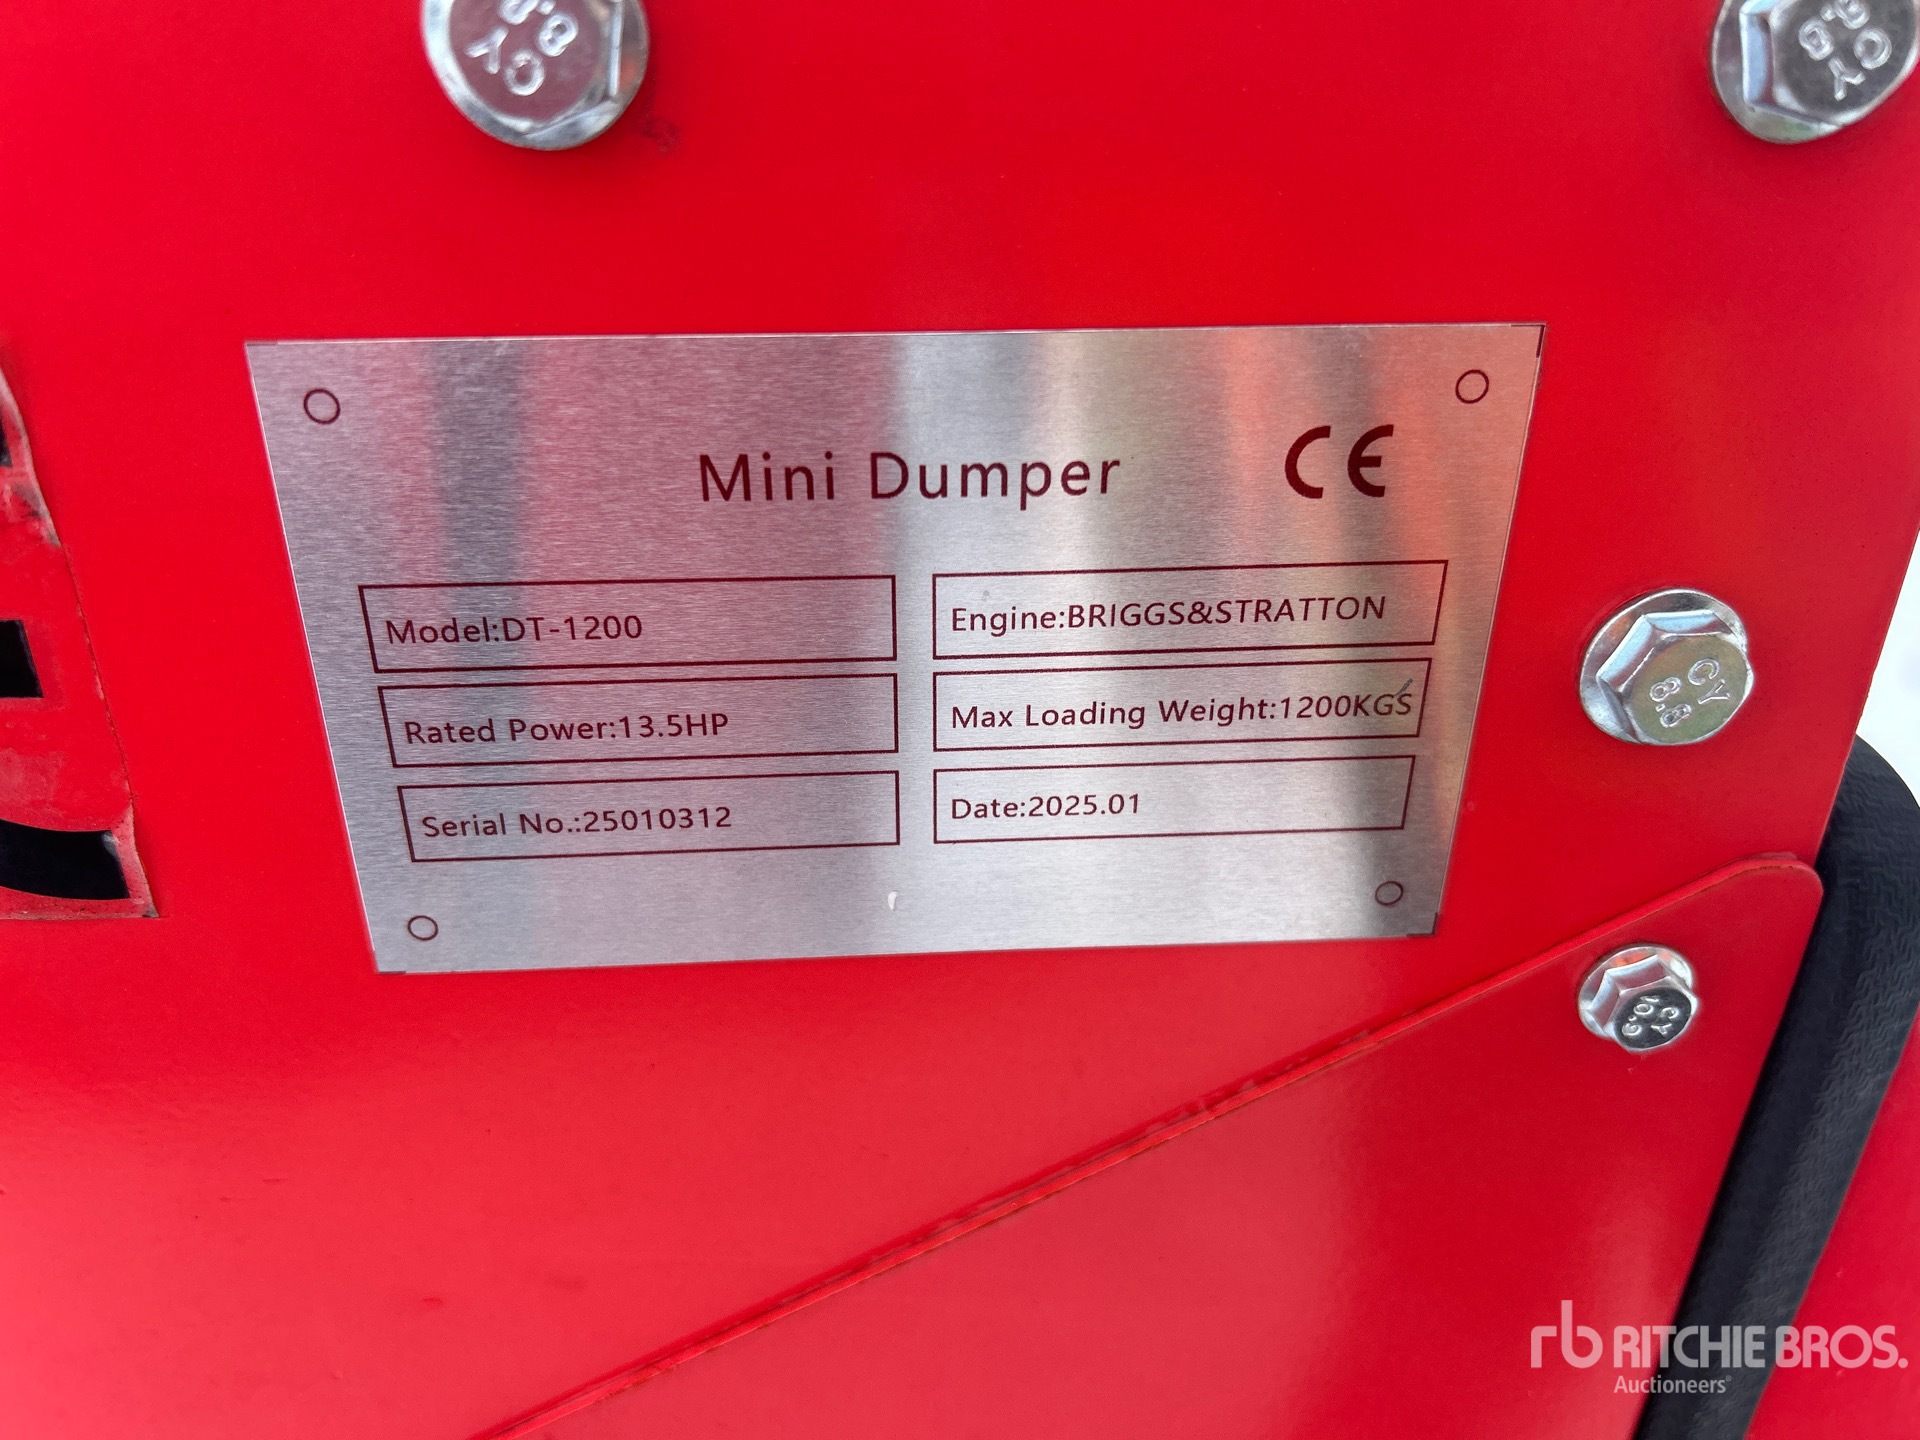 CY
8.8
CY
8.8
Mini Dumper CE
Model:DT-1200
Engine:BRIGGS&STRATTON
Rated Power:13.5HP
Max Loading Weight:1200KGS
Serial No.:25010312
Date:2025.01
CY
8.8
CY
10.9
rb RITCHIE BROS.
Auctioneers